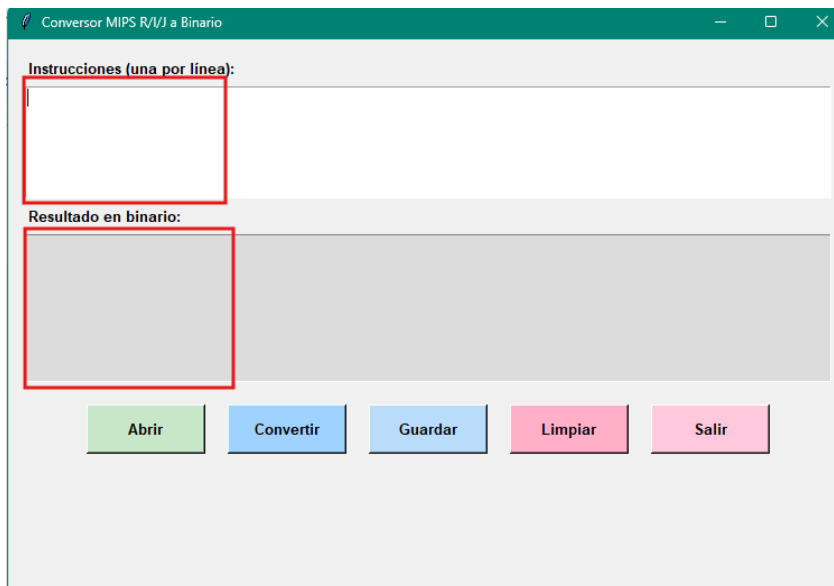 Conversor MIPS R/I/J a Binario
Instrucciones (una por línea):
Resultado en binario:
Abrir Convertir Guardar Limpiar Salir